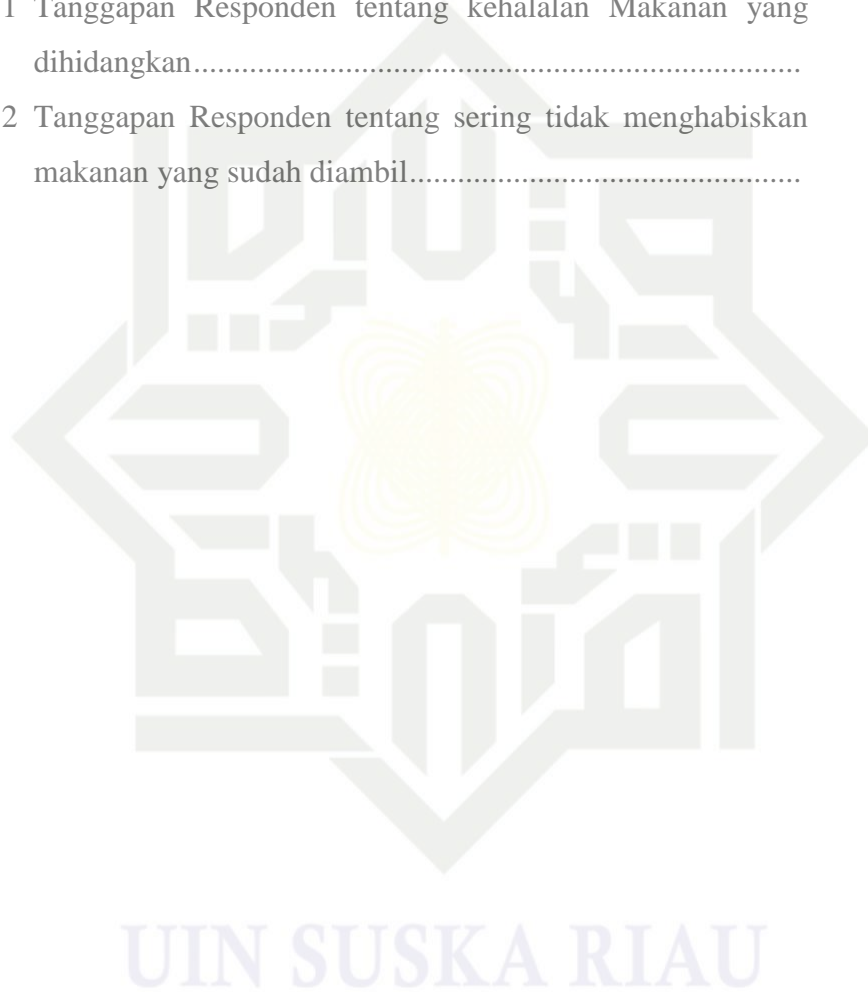 1 Tanggapan Responden tentang kehalalan Makanan yang
dihidangkan............................................................................
2 Tanggapan Responden tentang sering tidak menghabiskan
makanan yang sudah diambil.................................................
UIN SUSKA RIAU